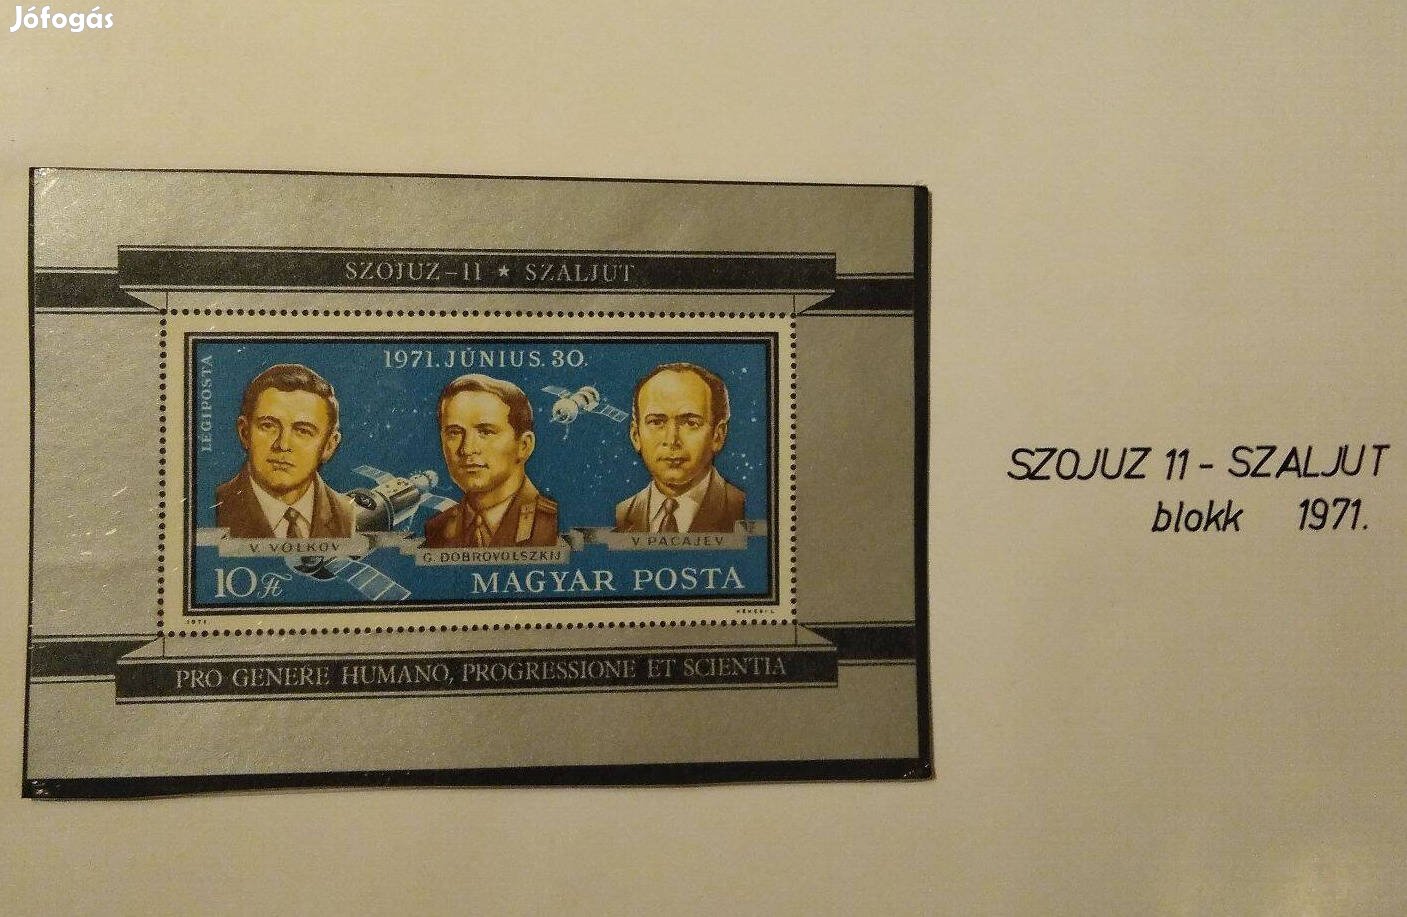 Jófogás
SZOJUZ-11 ★ SZALJUT
1971. JÚNIUS. 30.
LÉGIPOSTA
V. VOLKOV
G. DOBROVOLSZKIJ
V. PACAJEV
10 Ft
MAGYAR POSTA
1971
KÉKESI L.
PRO GENERE HUMANO, PROGRESSIONE ET SCIENTIA
SZOJUZ 11 - SZALJUT
blokk 1971.